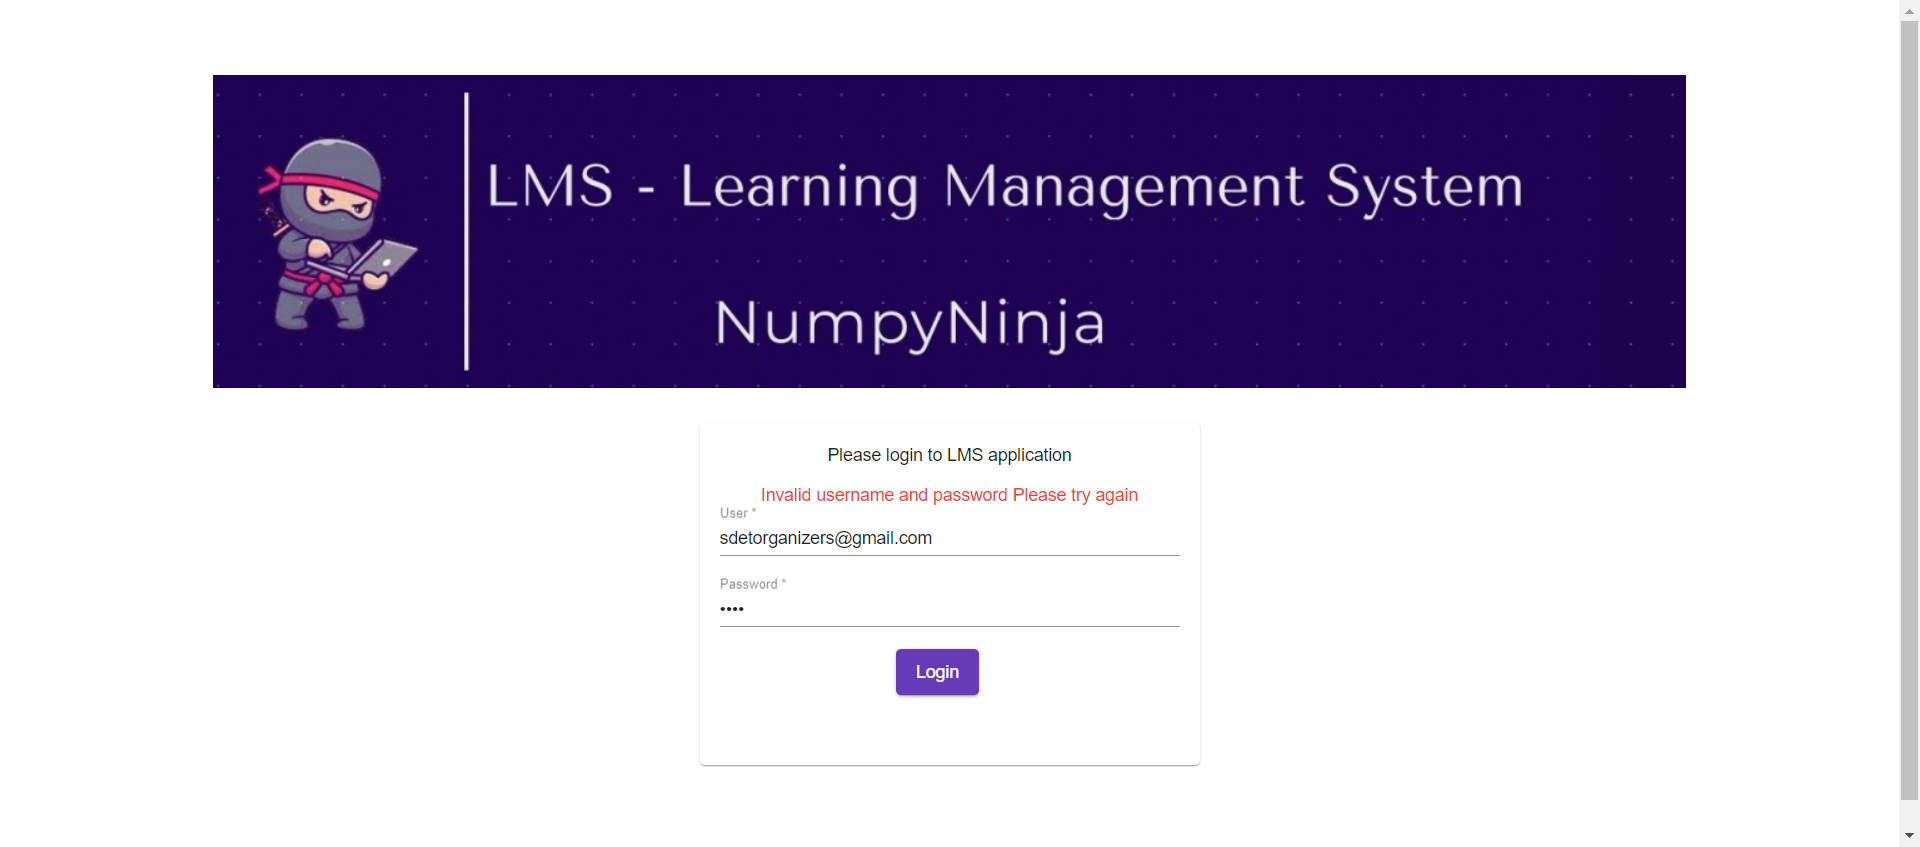 LMS - Learning Management System
NumpyNinja
Please login to LMS application
Invalid username and password Please try again
User *
sdetorganizers@gmail.com
Password *
••••
Login